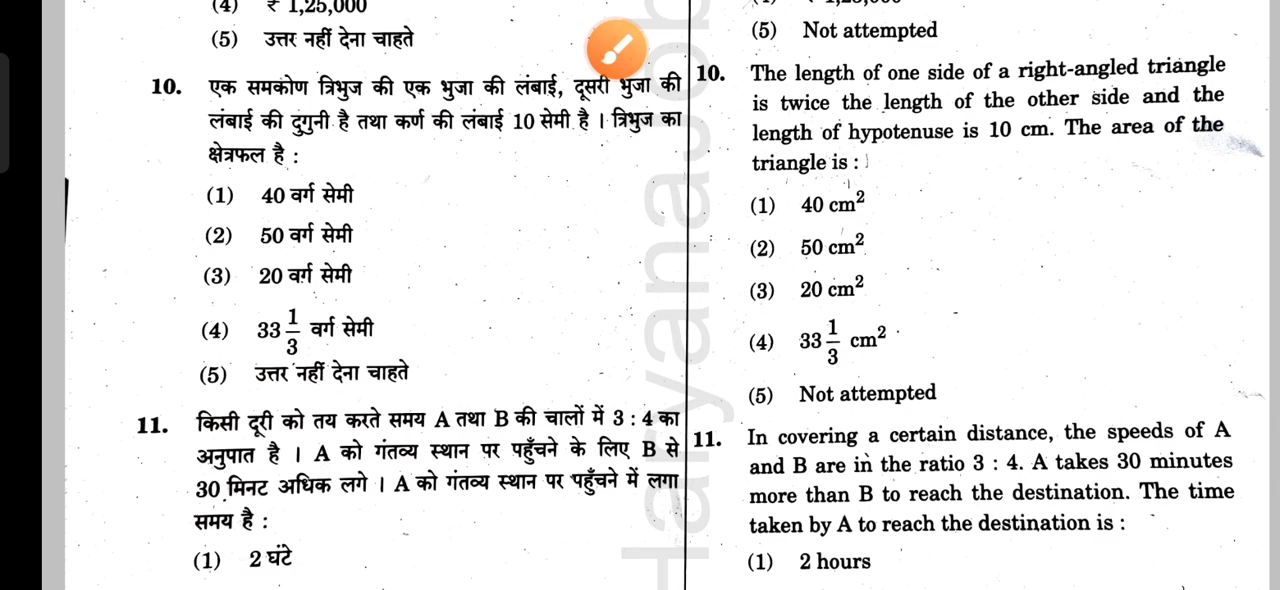 (4) ₹ 1,25,000
(5) उत्तर नहीं देना चाहते
10. एक समकोण त्रिभुज की एक भुजा की लंबाई, दूसरी भुजा की
लंबाई की दुगुनी है तथा कर्ण की लंबाई 10 सेमी है । त्रिभुज का
क्षेत्रफल है :
(1) 40 वर्ग सेमी
(2) 50 वर्ग सेमी
(3) 20 वर्ग सेमी
(4) 33 1/3 वर्ग सेमी
(5) उत्तर नहीं देना चाहते
11. किसी दूरी को तय करते समय A तथा B की चालों में 3 : 4 का
अनुपात है । A को गंतव्य स्थान पर पहुँचने के लिए B से
30 मिनट अधिक लगे । A को गंतव्य स्थान पर पहुँचने में लगा
समय है :
(1) 2 घंटे
(5) Not attempted
10. The length of one side of a right-angled triangle
is twice the length of the other side and the
length of hypotenuse is 10 cm. The area of the
triangle is :
(1) 40 cm²
(2) 50 cm²
(3) 20 cm²
(4) 33 1/3 cm²
(5) Not attempted
11. In covering a certain distance, the speeds of A
and B are in the ratio 3 : 4. A takes 30 minutes
more than B to reach the destination. The time
taken by A to reach the destination is :
(1) 2 hours